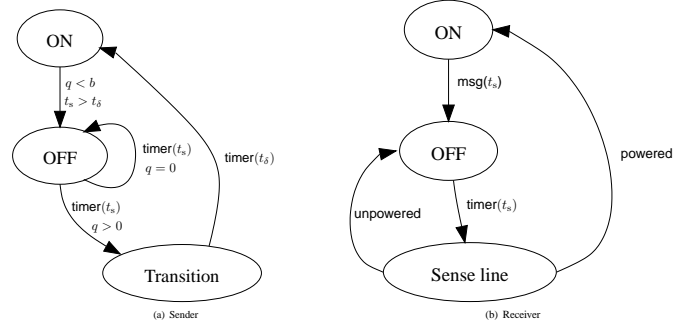 ON
q < b
t_s > t_δ
OFF
timer(t_s)
q = 0
timer(t_δ)
timer(t_s)
q > 0
Transition
(a) Sender
ON
msg(t_s)
OFF
powered
timer(t_s)
unpowered
Sense line
(b) Receiver